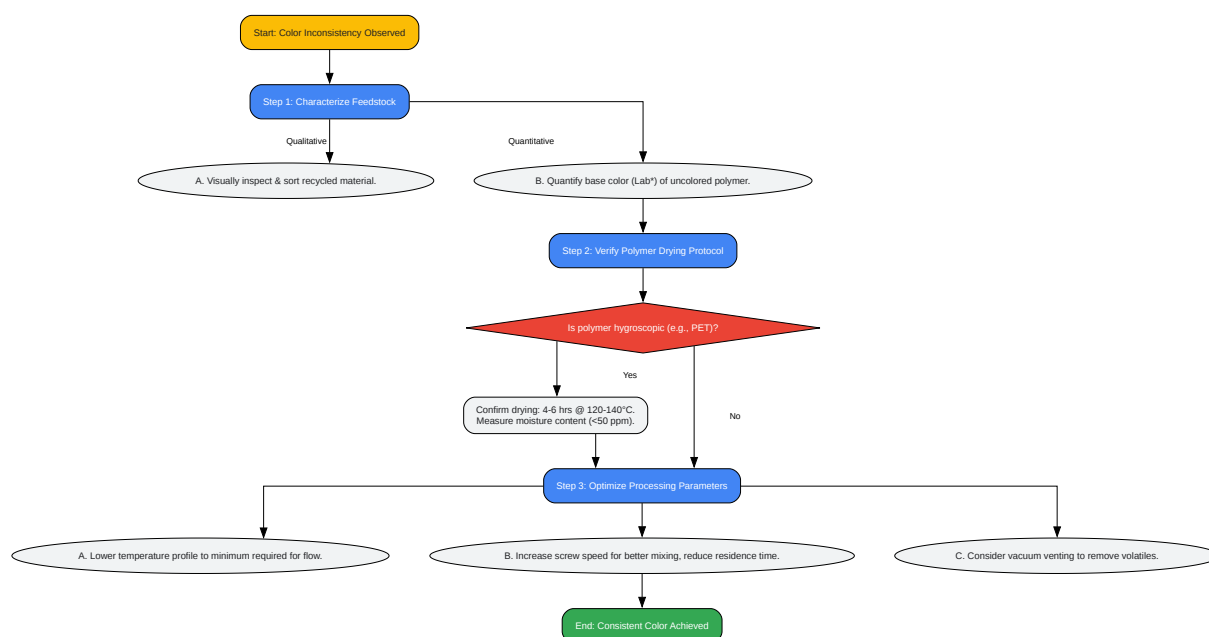 Start: Color Inconsistency Observed
Step 1: Characterize Feedstock
Qualitative
Quantitative
A. Visually inspect & sort recycled material.
B. Quantify base color (Lab*) of uncolored polymer.
Step 2: Verify Polymer Drying Protocol
Is polymer hygroscopic (e.g., PET)?
Yes
Confirm drying: 4-6 hrs @ 120-140°C.
Measure moisture content (<50 ppm).
No
Step 3: Optimize Processing Parameters
A. Lower temperature profile to minimum required for flow.
B. Increase screw speed for better mixing, reduce residence time.
C. Consider vacuum venting to remove volatiles.
End: Consistent Color Achieved